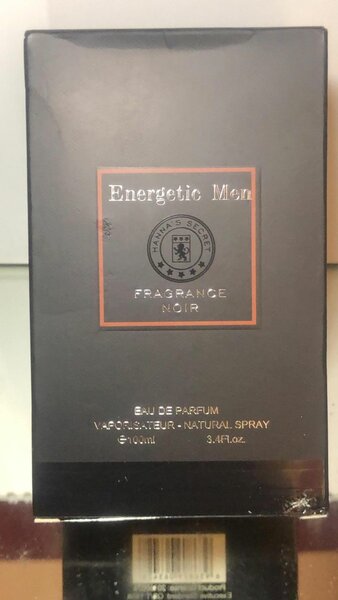 Energetic Men
HANNA'S SECRET
FRAGRANCE
NOIR
EAU DE PARFUM
VAPORISATEUR - NATURAL SPRAY
℮100ml 3.4Fl.oz.